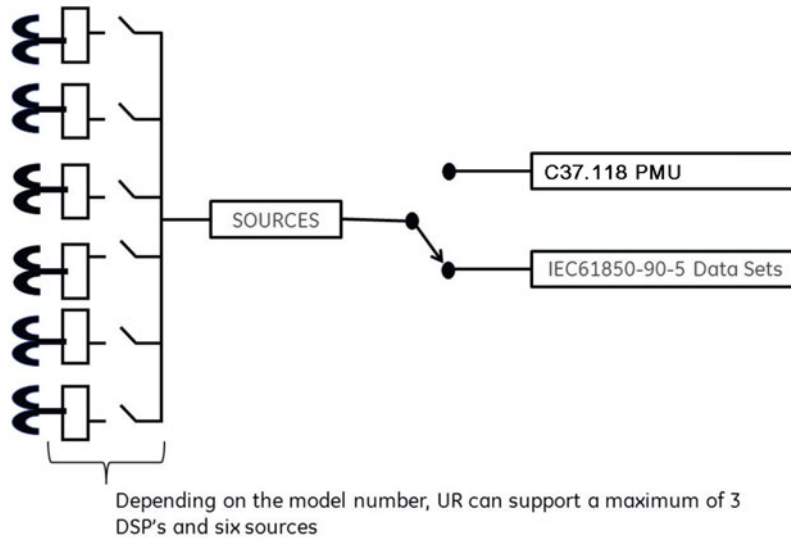 C37.118 PMU
SOURCES
IEC61850-90-5 Data Sets
Depending on the model number, UR can support a maximum of 3
DSP's and six sources